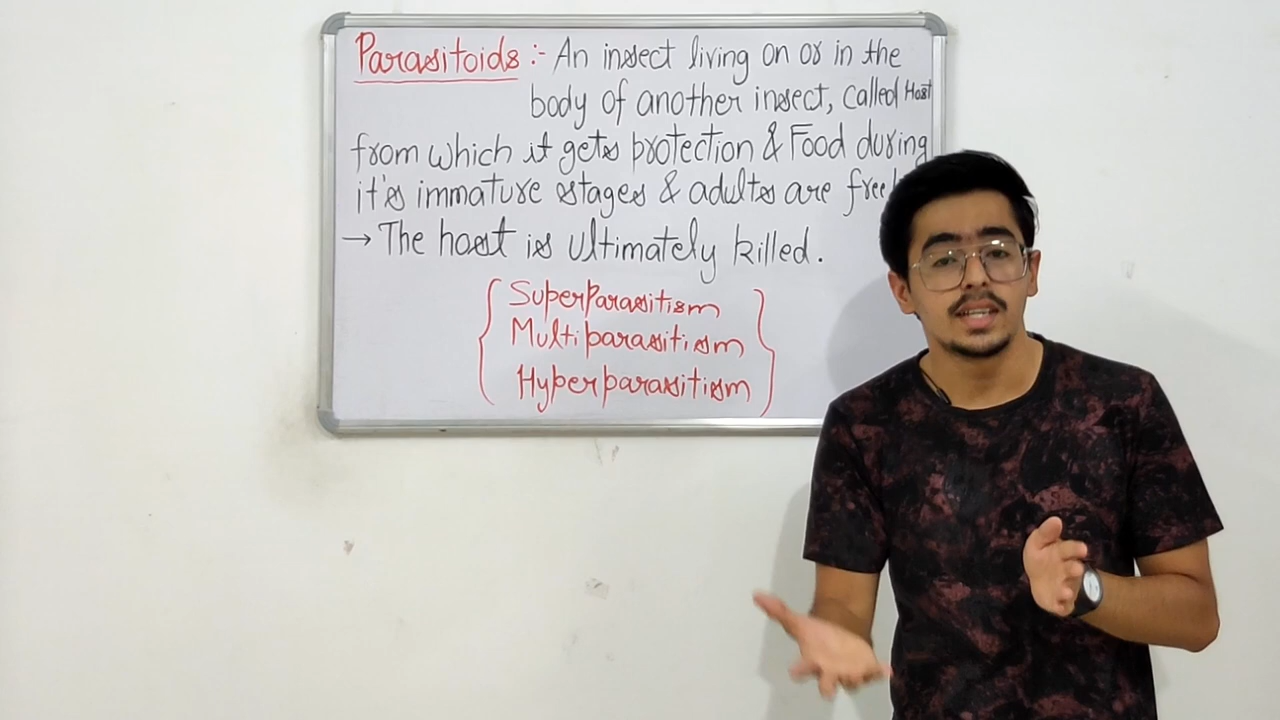 Parasitoids :- An insect living on or in the
body of another insect, called Host
from which it gets protection & Food during
it's immature stages & adults are free
→ The host is ultimately killed.
Superparasitism
Multiparasitism
Hyperparasitism